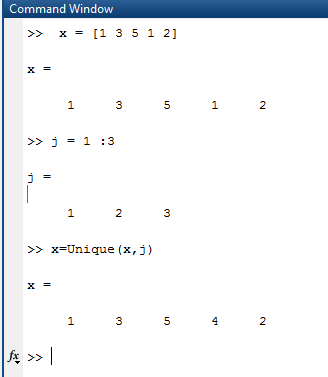 Command Window
>> x = [1 3 5 1 2]
x =
1 3 5 1 2
>> j = 1 :3
j =
1 2 3
>> x=Unique(x,j)
x =
1 3 5 4 2
fx >>